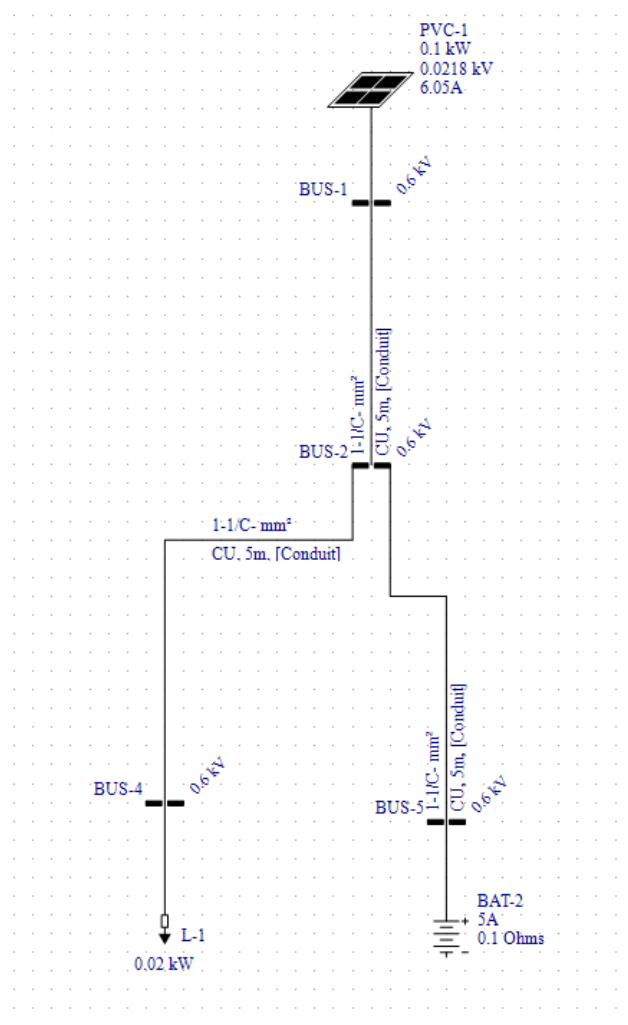 PVC-1
0.1 kW
0.0218 kV
6.05A
BUS-1
0.6 kV
1-1/C- mm²
CU, 5m, [Conduit]
BUS-2
0.6 kV
1-1/C- mm²
CU, 5m, [Conduit]
1-1/C- mm²
CU, 5m, [Conduit]
BUS-4
0.6 kV
BUS-5
0.6 kV
L-1
0.02 kW
BAT-2
5A
0.1 Ohms
+
-